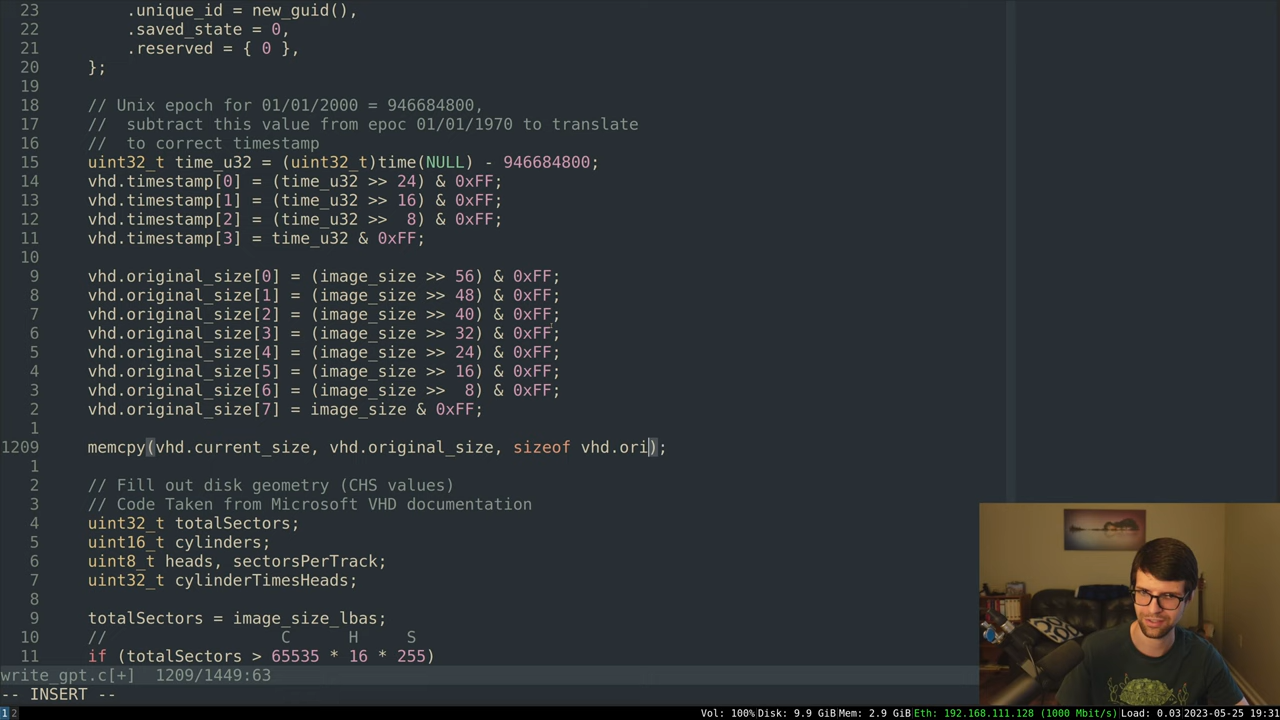 23         .unique_id = new_guid(),
22         .saved_state = 0,
21         .reserved = { 0 },
20     };
19
18     // Unix epoch for 01/01/2000 = 946684800,
17     //  subtract this value from epoc 01/01/1970 to translate
16     //  to correct timestamp
15     uint32_t time_u32 = (uint32_t)time(NULL) - 946684800;
14     vhd.timestamp[0] = (time_u32 >> 24) & 0xFF;
13     vhd.timestamp[1] = (time_u32 >> 16) & 0xFF;
12     vhd.timestamp[2] = (time_u32 >>  8) & 0xFF;
11     vhd.timestamp[3] = time_u32 & 0xFF;
10
9     vhd.original_size[0] = (image_size >> 56) & 0xFF;
8     vhd.original_size[1] = (image_size >> 48) & 0xFF;
7     vhd.original_size[2] = (image_size >> 40) & 0xFF;
6     vhd.original_size[3] = (image_size >> 32) & 0xFF;
5     vhd.original_size[4] = (image_size >> 24) & 0xFF;
4     vhd.original_size[5] = (image_size >> 16) & 0xFF;
3     vhd.original_size[6] = (image_size >>  8) & 0xFF;
2     vhd.original_size[7] = image_size & 0xFF;
1
1209     memcpy(vhd.current_size, vhd.original_size, sizeof vhd.ori);
1
2     // Fill out disk geometry (CHS values)
3     // Code Taken from Microsoft VHD documentation
4     uint32_t totalSectors;
5     uint16_t cylinders;
6     uint8_t heads, sectorsPerTrack;
7     uint32_t cylinderTimesHeads;
8
9     totalSectors = image_size_lbas;
10     //                  C      H     S
11     if (totalSectors > 65535 * 16 * 255)
write_gpt.c[+]  1209/1449:63
-- INSERT --
1 2 Vol: 100% Disk: 9.9 GiB Mem: 2.9 GiB Eth: 192.168.111.128 (1000 Mbit/s) Load: 0.03 2023-05-25 19:31